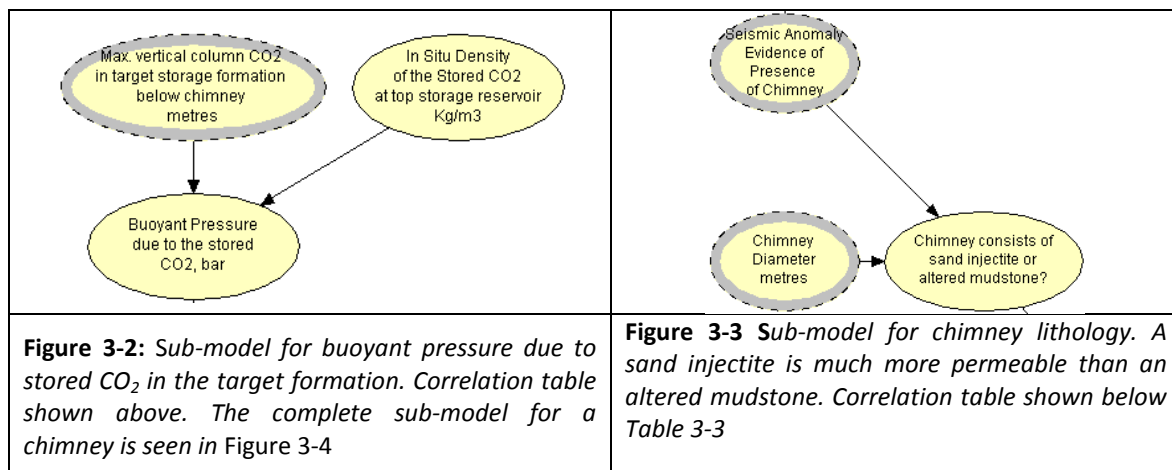 Max. vertical column CO2
in target storage formation
below chimney
metres
In Situ Density
of the Stored CO2
at top storage reservoir
Kg/m3
Buoyant Pressure
due to the stored
CO2, bar
Figure 3-2: Sub-model for buoyant pressure due to
stored CO2 in the target formation. Correlation table
shown above. The complete sub-model for a
chimney is seen in Figure 3-4
Seismic Anomaly
Evidence of
Presence
of Chimney
Chimney
Diameter
metres
Chimney consists of
sand injectite or
altered mudstone?
Figure 3-3 Sub-model for chimney lithology. A
sand injectite is much more permeable than an
altered mudstone. Correlation table shown below
Table 3-3